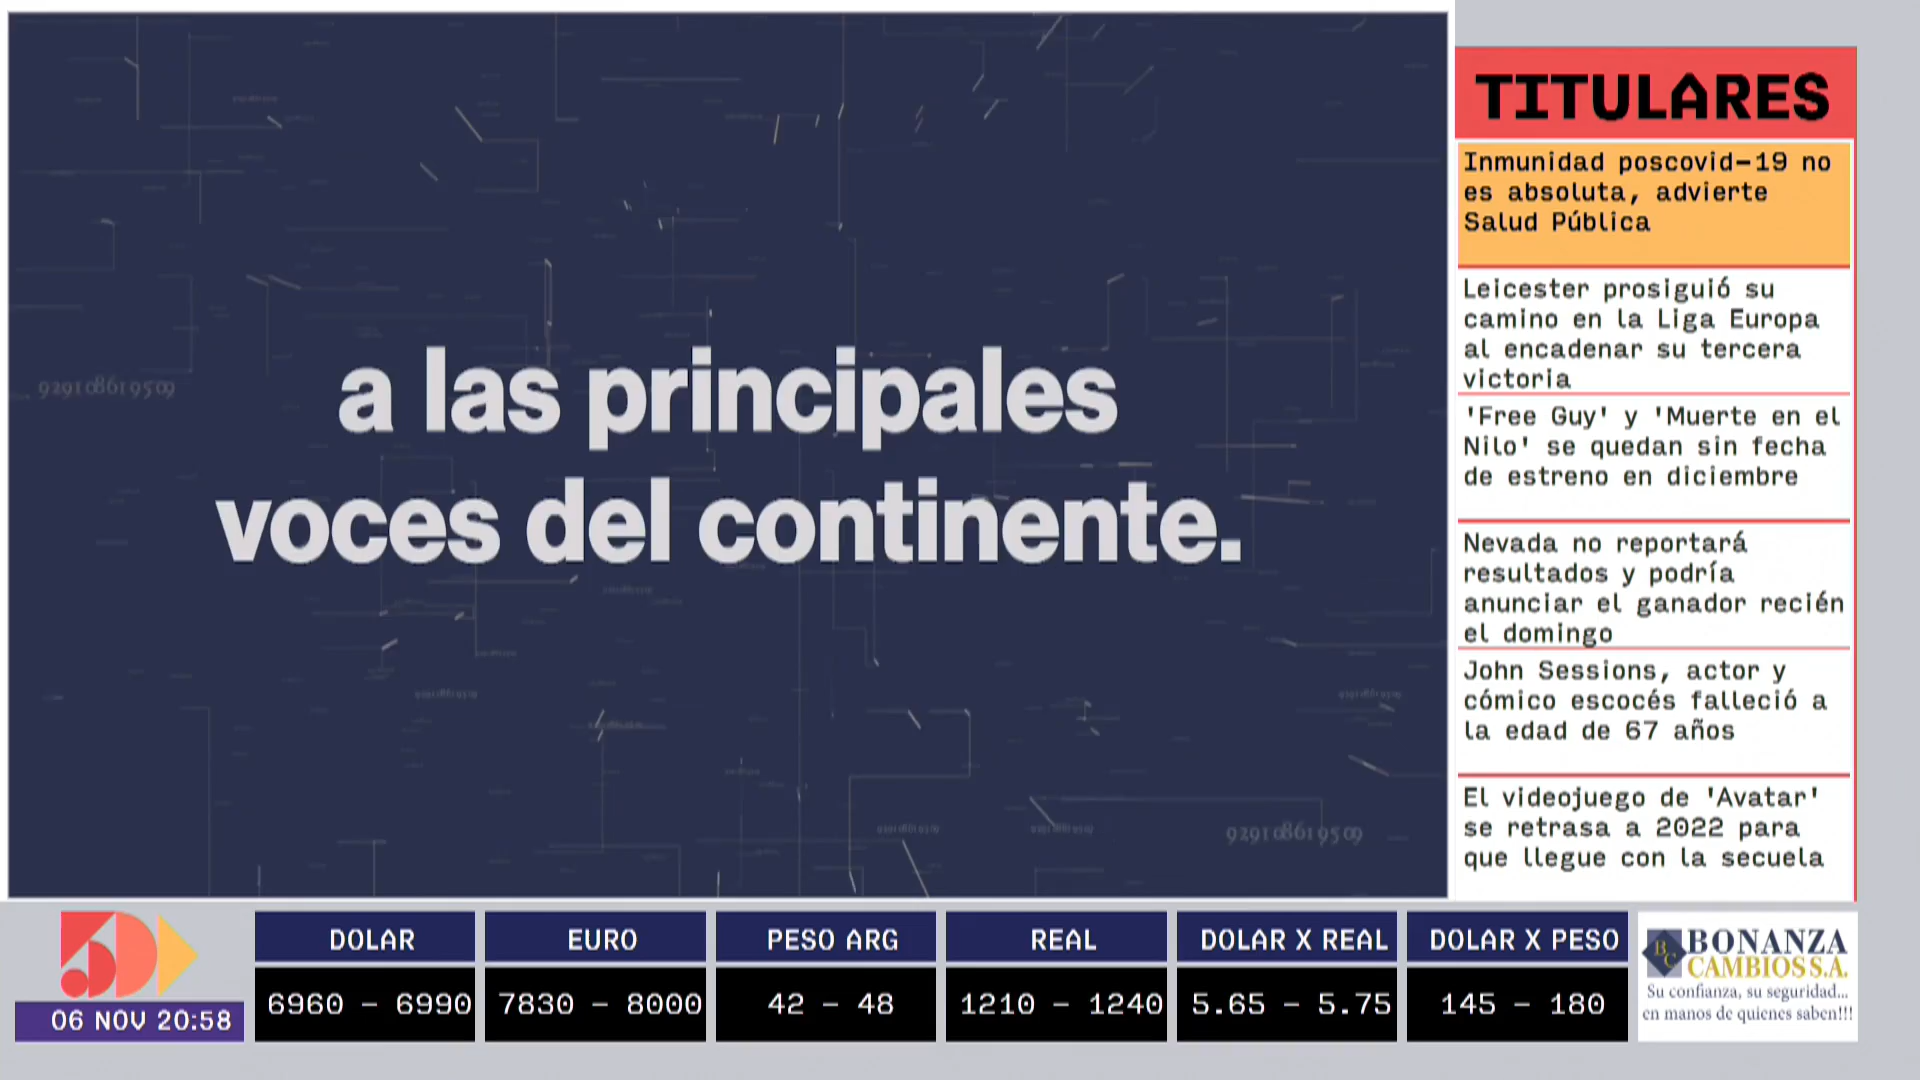 a las principales
voces del continente.
929108619509
929108619509
TITULARES
Inmunidad poscovid-19 no
es absoluta, advierte
Salud Pública
Leicester prosiguió su
camino en la Liga Europa
al encadenar su tercera
victoria
'Free Guy' y 'Muerte en el
Nilo' se quedan sin fecha
de estreno en diciembre
Nevada no reportará
resultados y podría
anunciar el ganador recién
el domingo
John Sessions, actor y
cómico escocés falleció a
la edad de 67 años
El videojuego de 'Avatar'
se retrasa a 2022 para
que llegue con la secuela
5D
06 NOV 20:58
DOLAR
6960 - 6990
EURO
7830 - 8000
PESO ARG
42 - 48
REAL
1210 - 1240
DOLAR X REAL
5.65 - 5.75
DOLAR X PESO
145 - 180
BC
BONANZA
CAMBIOS S.A.
Su confianza, su seguridad...
en manos de quienes saben!!!